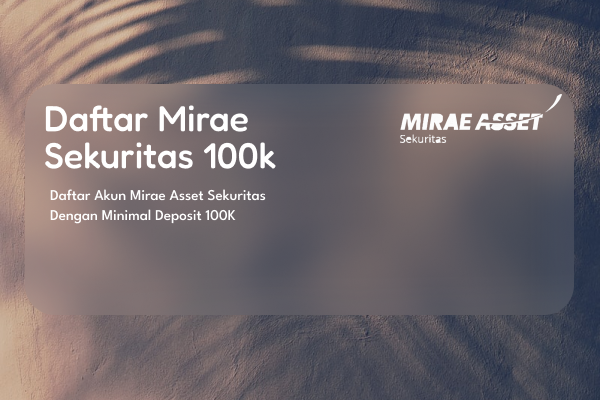 Daftar Mirae
Sekuritas 100k
MIRAE ASSET
Sekuritas
Daftar Akun Mirae Asset Sekuritas
Dengan Minimal Deposit 100K